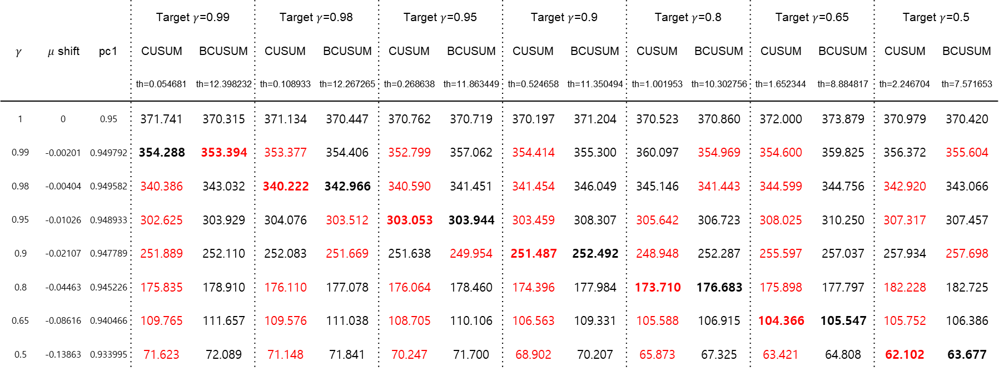 Target γ=0.99 Target γ=0.98 Target γ=0.95 Target γ=0.9 Target γ=0.8 Target γ=0.65 Target γ=0.5
γ μ shift pc1 CUSUM BCUSUM CUSUM BCUSUM CUSUM BCUSUM CUSUM BCUSUM CUSUM BCUSUM CUSUM BCUSUM CUSUM BCUSUM
th=0.054681 th=12.398232 th=0.108933 th=12.267265 th=0.268638 th=11.863449 th=0.524658 th=11.350494 th=1.001953 th=10.302756 th=1.652344 th=8.884817 th=2.246704 th=7.571653
1 0 0.95 371.741 370.315 371.134 370.447 370.762 370.719 370.197 371.204 370.523 370.860 372.000 373.879 370.979 370.420
0.99 -0.00201 0.949792 354.288 353.394 353.377 354.406 352.799 357.062 354.414 355.300 360.097 354.969 354.600 359.825 356.372 355.604
0.98 -0.00404 0.949582 340.386 343.032 340.222 342.966 340.590 341.451 341.454 346.049 345.146 341.443 344.599 344.756 342.920 343.066
0.95 -0.01026 0.948933 302.625 303.929 304.076 303.512 303.053 303.944 303.459 308.307 305.642 306.723 308.025 310.250 307.317 307.457
0.9 -0.02107 0.947789 251.889 252.110 252.083 251.669 251.638 249.954 251.487 252.492 248.948 252.287 255.597 257.037 257.934 257.698
0.8 -0.04463 0.945226 175.835 178.910 176.110 177.078 176.064 178.460 174.396 177.984 173.710 176.683 175.898 177.797 182.228 182.725
0.65 -0.08616 0.940466 109.765 111.657 109.576 111.038 108.705 110.106 106.563 109.331 105.588 106.915 104.366 105.547 105.752 106.386
0.5 -0.13863 0.933995 71.623 72.089 71.148 71.841 70.247 71.700 68.902 70.207 65.873 67.325 63.421 64.808 62.102 63.677